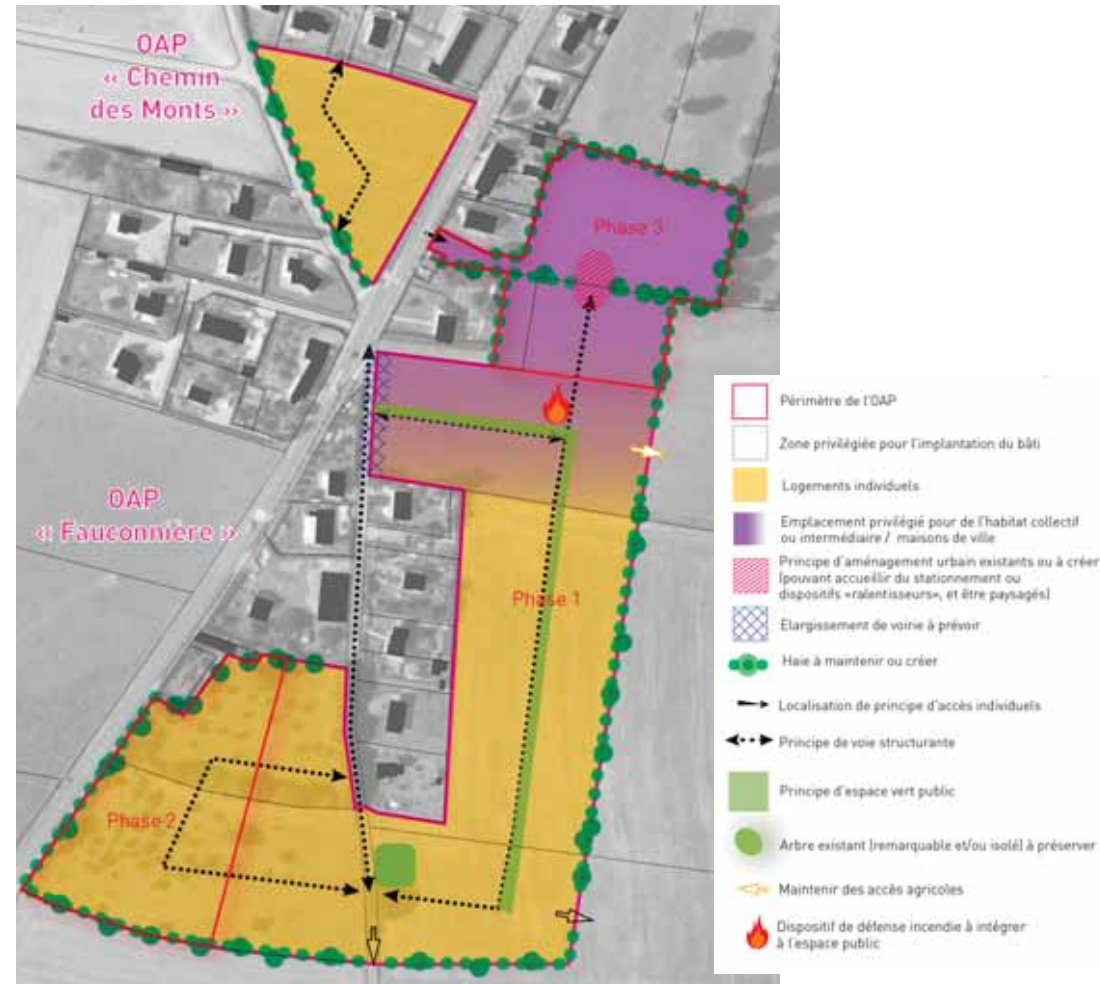 OAP
« Chemin
des Monts »
Phase 3
OAP
« Fauconnière »
Phase 1
Phase 2
Périmètre de l'OAP
Zone privilégiée pour l'implantation du bâti
Logements individuels
Emplacement privilégié pour de l'habitat collectif
ou intermédiaire / maisons de ville
Principe d'aménagement urbain existants ou à créer
(pouvant accueillir du stationnement ou
dispositifs «ralentisseurs», et être paysagés)
Elargissement de voirie à prévoir
Haie à maintenir ou créer
Localisation de principe d'accès individuels
Principe de voie structurante
Principe d'espace vert public
Arbre existant (remarquable et/ou isolé) à préserver
Maintenir des accès agricoles
Dispositif de défense incendie à intégrer
à l'espace public